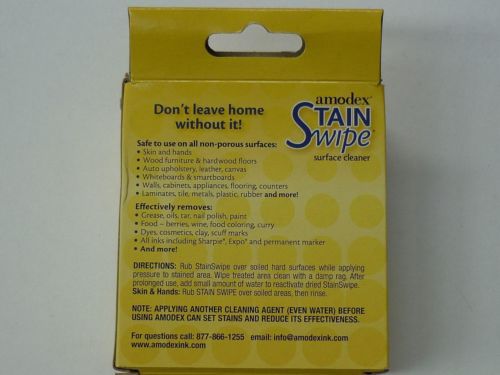 Don't leave home
without it!
amodex®
STAIN
Swipe®
surface cleaner
Safe to use on all non-porous surfaces:
• Skin and hands
• Wood furniture & hardwood floors
• Auto upholstery, leather, canvas
• Whiteboards & smartboards
• Walls, cabinets, appliances, flooring, counters
• Laminates, tile, metals, plastic, rubber and more!
Effectively removes:
• Grease, oils, tar, nail polish, paint
• Food – berries, wine, food coloring, curry
• Dyes, cosmetics, clay, scuff marks
• All inks including Sharpie®, Expo® and permanent marker
• And more!
DIRECTIONS: Rub StainSwipe over soiled hard surfaces while applying
pressure to stained area. Wipe treated area clean with a damp rag. After
prolonged use, add small amount of water to reactivate dried StainSwipe.
Skin & Hands: Rub STAIN SWIPE over soiled areas, then rinse.
NOTE: APPLYING ANOTHER CLEANING AGENT (EVEN WATER) BEFORE
USING AMODEX CAN SET STAINS AND REDUCE ITS EFFECTIVENESS.
For questions call: 877-866-1255 email: info@amodexink.com
www.amodexink.com